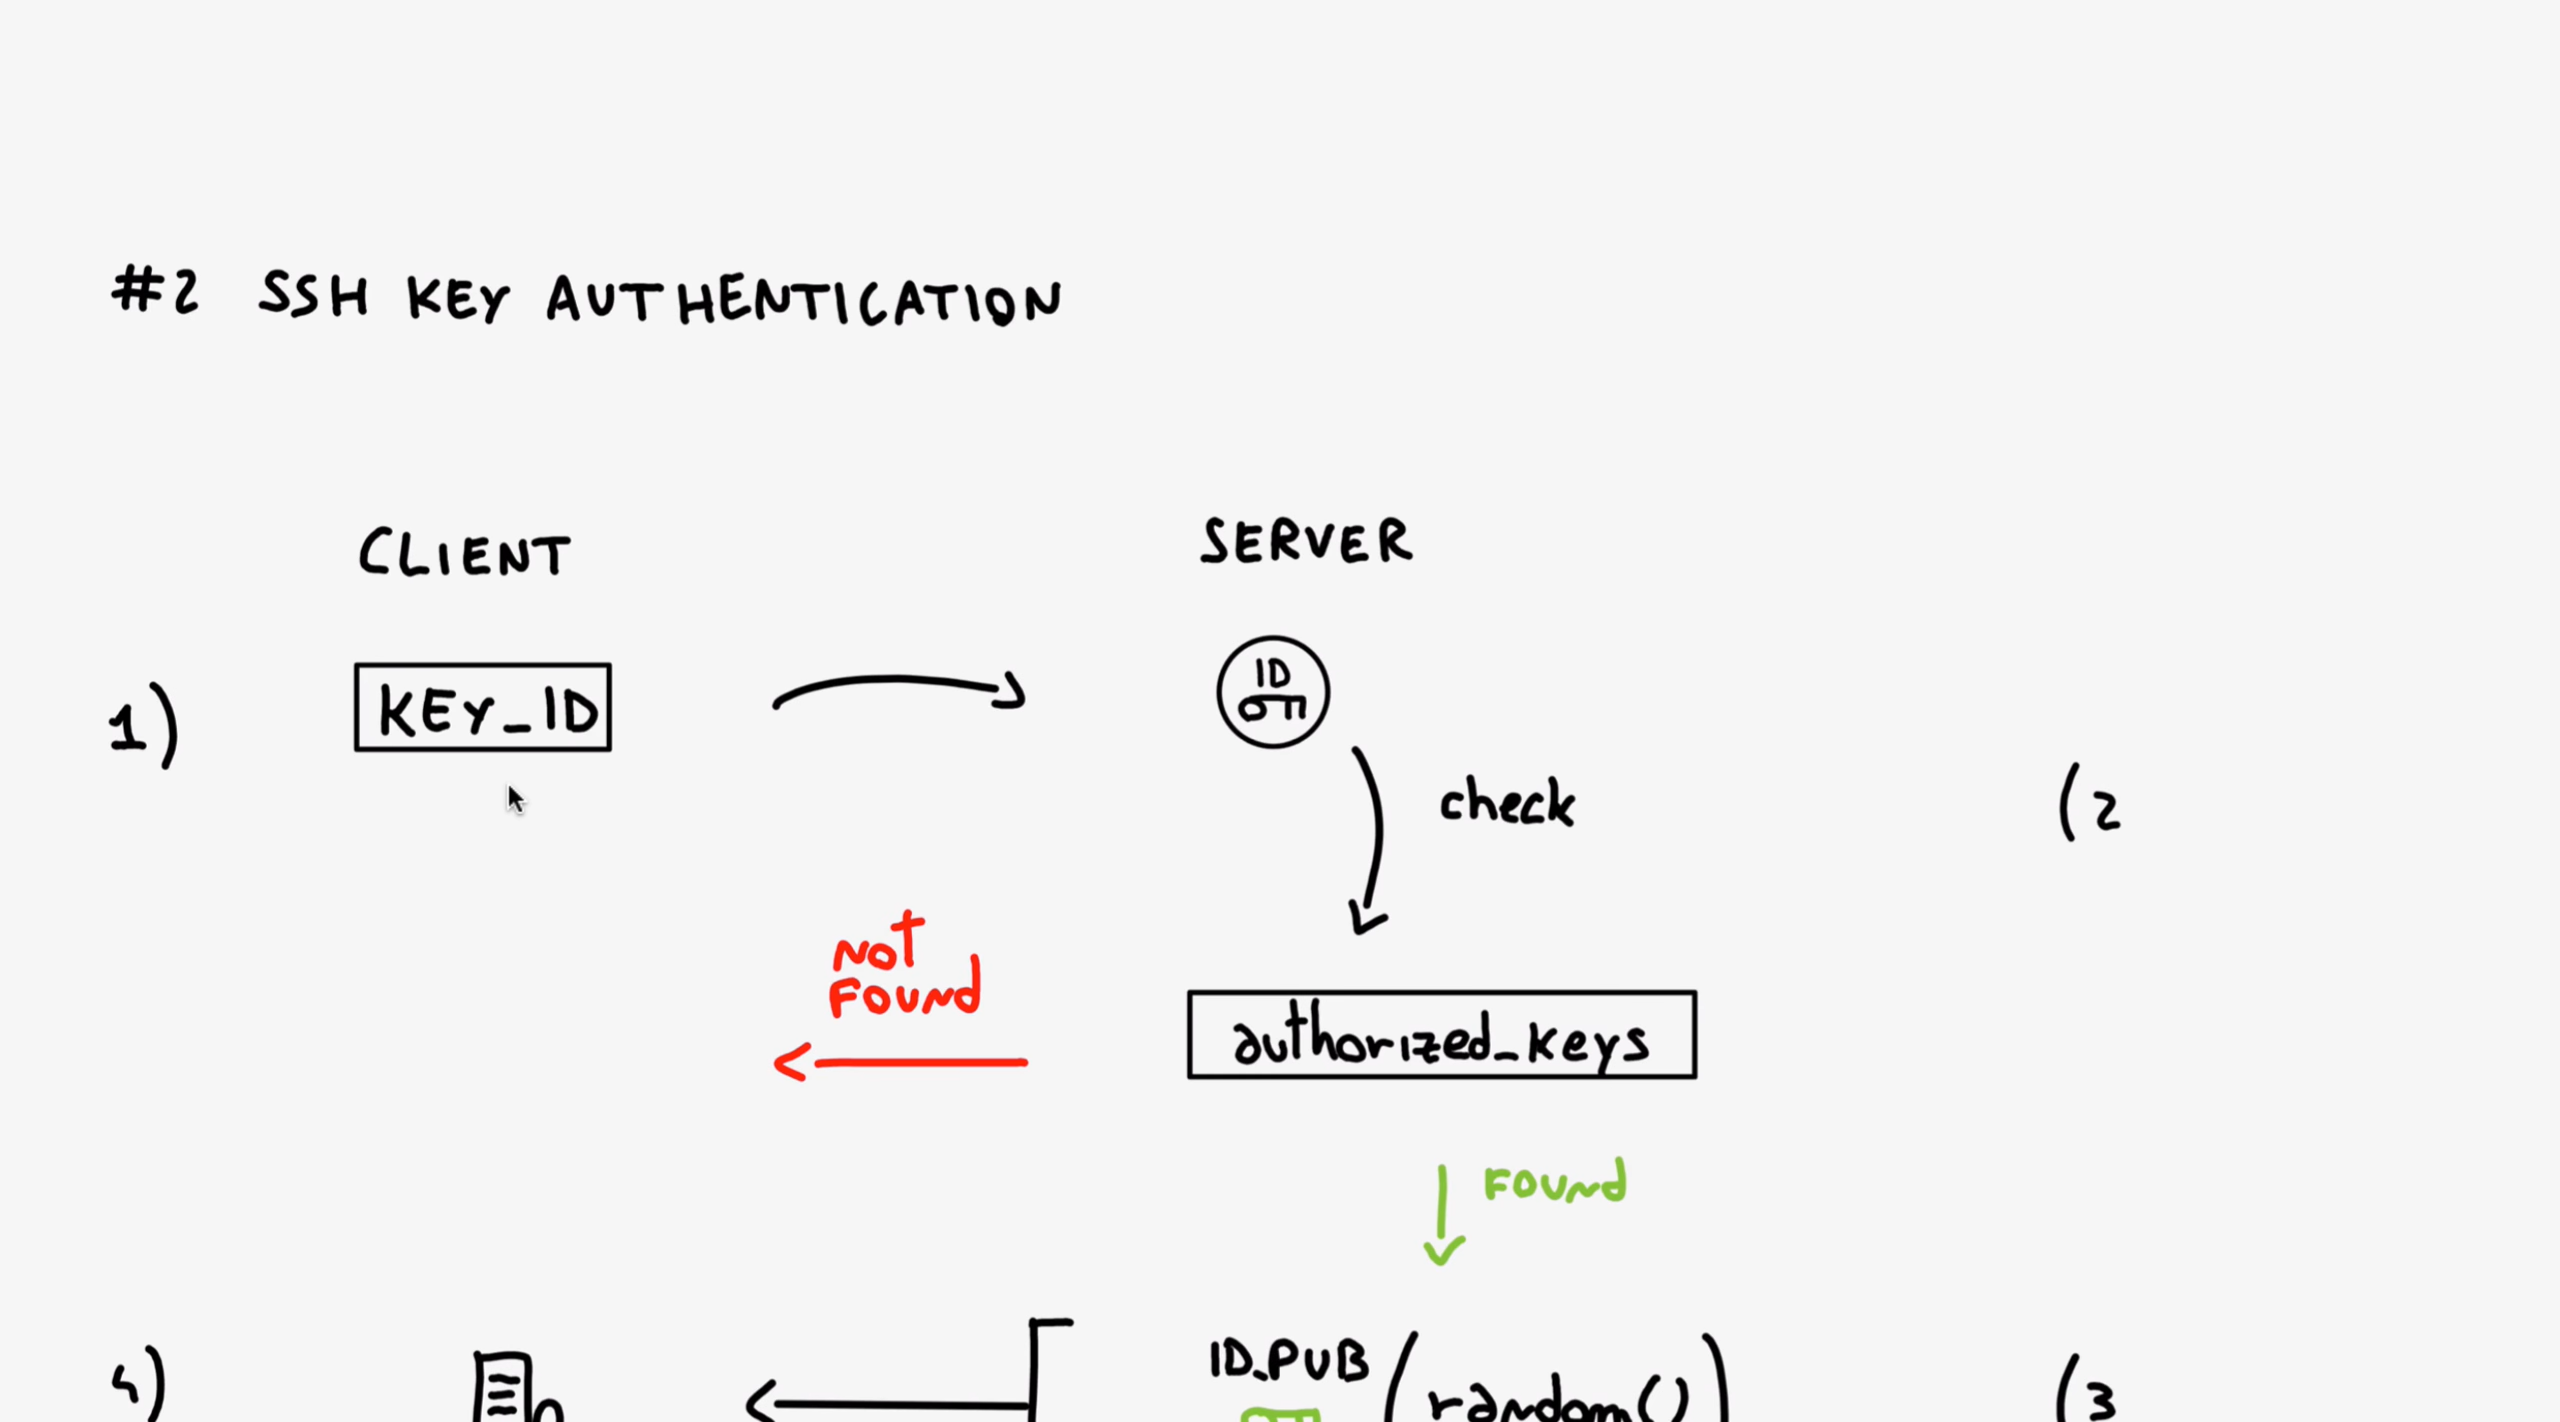 #2 SSH KEY AUTHENTICATION
CLIENT
SERVER
1)
KEY_ID
ID
check
(2
NOT
FOUND
authorized_keys
FOUND
4)
ID.PUB
(random())
(3